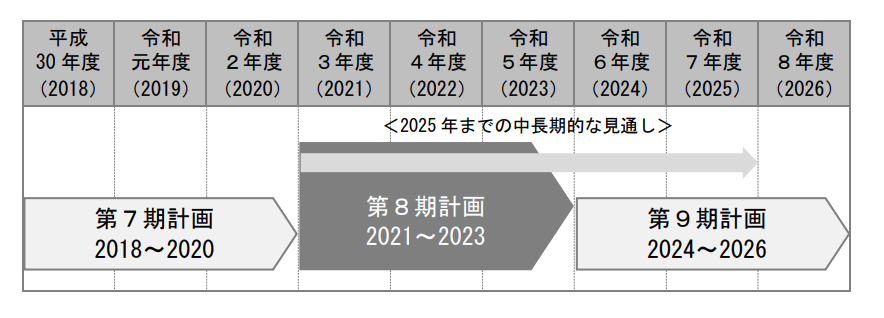 平成
30年度
（2018）
令和
元年度
（2019）
令和
２年度
（2020）
令和
３年度
（2021）
令和
４年度
（2022）
令和
５年度
（2023）
令和
６年度
（2024）
令和
７年度
（2025）
令和
８年度
（2026）
＜2025年までの中長期的な見通し＞
第７期計画
2018～2020
第８期計画
2021～2023
第９期計画
2024～2026